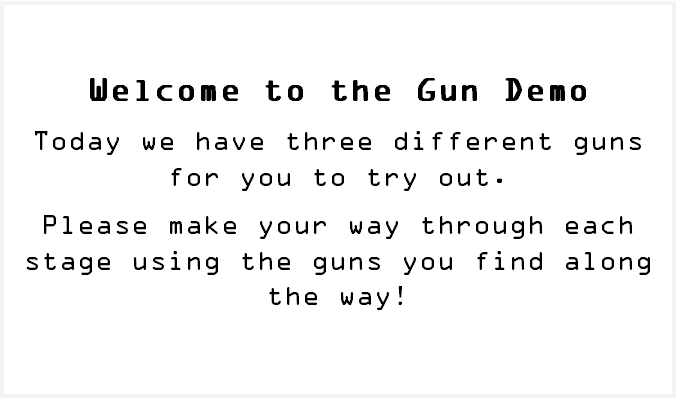 Welcome to the Gun Demo
Today we have three different guns
for you to try out.
Please make your way through each
stage using the guns you find along
the way!